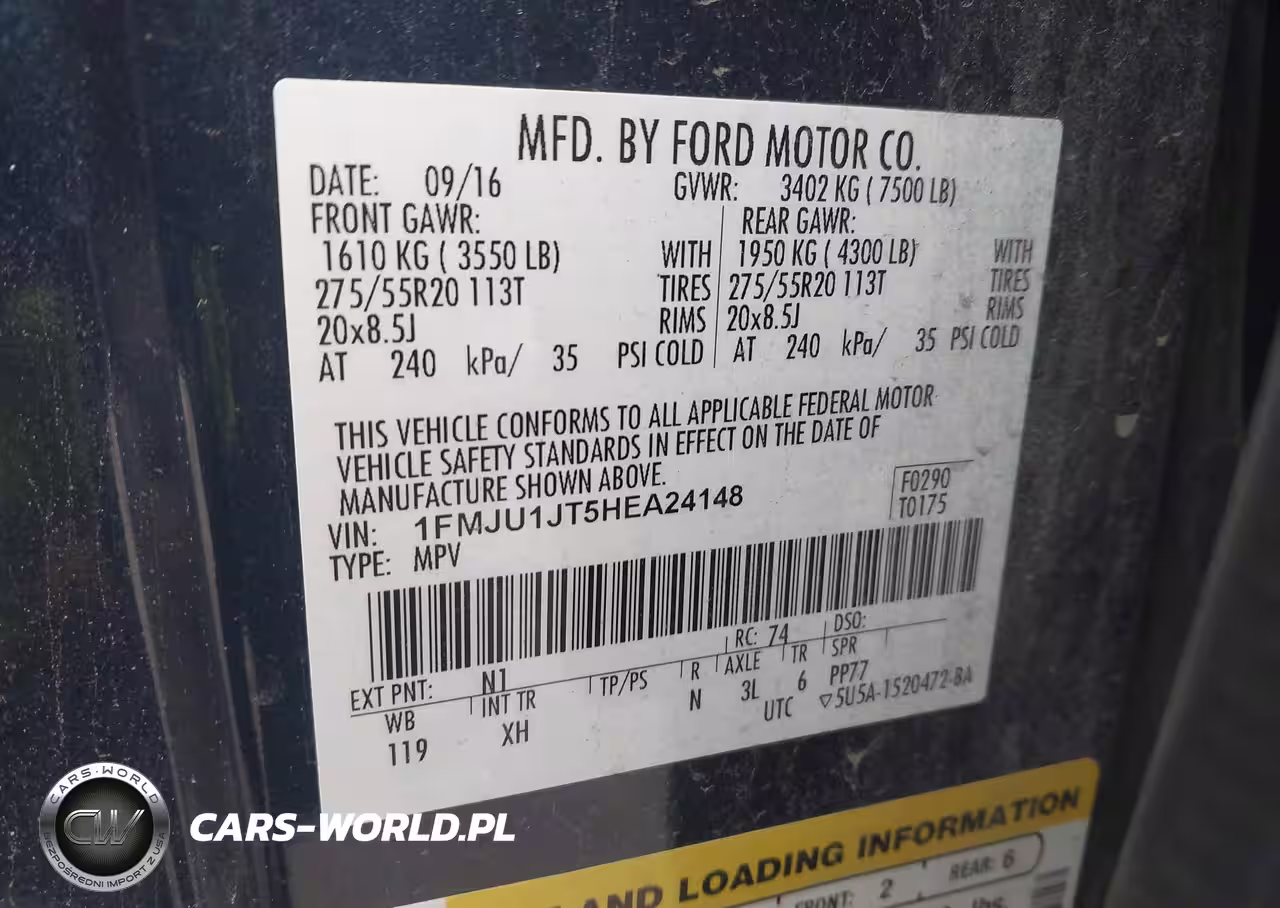 MFD. BY FORD MOTOR CO.
DATE: 09/16 GVWR: 3402 KG ( 7500 LB)
FRONT GAWR: REAR GAWR:
1610 KG ( 3550 LB) WITH 1950 KG ( 4300 LB) WITH
275/55R20 113T TIRES 275/55R20 113T TIRES
20x8.5J RIMS 20x8.5J RIMS
AT 240 kPa/ 35 PSI COLD AT 240 kPa/ 35 PSI COLD
THIS VEHICLE CONFORMS TO ALL APPLICABLE FEDERAL MOTOR
VEHICLE SAFETY STANDARDS IN EFFECT ON THE DATE OF
MANUFACTURE SHOWN ABOVE.
F0290
VIN: 1FMJU1JT5HEA24148
T0175
TYPE: MPV
EXT PNT: N1 RC: 74 DSO:
WB INT TR TP/PS R AXLE TR SPR
119 XH N 3L 6 PP77
UTC ▽5U5A-1520472-BA
AND LOADING INFORMATION
FRONT: 2 REAR: 6
lbs.
CARS-WORLD
CW
BEZPOŚREDNI IMPORT Z USA
CARS-WORLD.PL